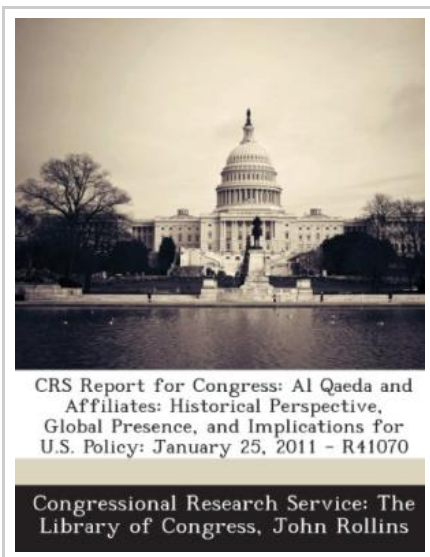 CRS Report for Congress: Al Qaeda and
Affiliates: Historical Perspective,
Global Presence, and Implications for
U.S. Policy: January 25, 2011 - R41070
Congressional Research Service: The
Library of Congress, John Rollins